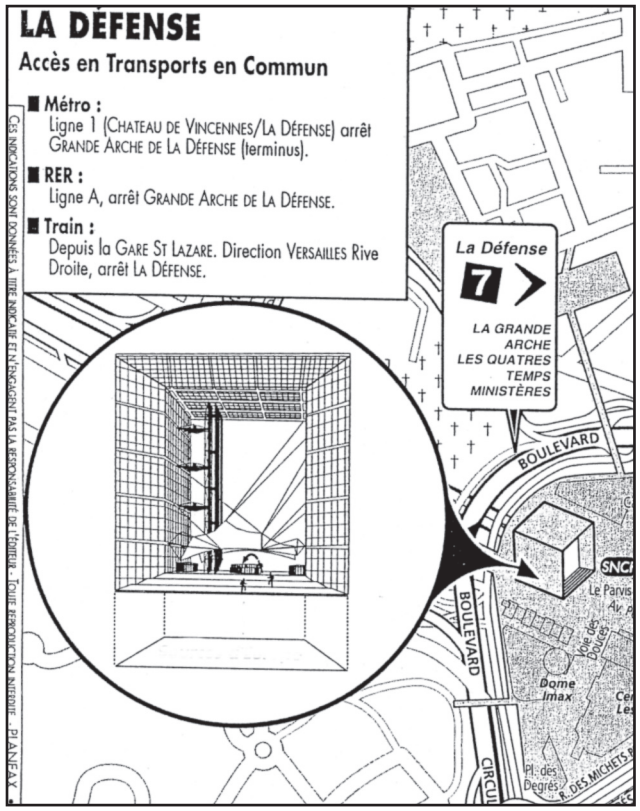 LA DÉFENSE
Accès en Transports en Commun
Métro :
Ligne 1 (CHATEAU DE VINCENNES/LA DÉFENSE) arrêt
GRANDE ARCHE DE LA DÉFENSE (terminus).
RER :
Ligne A, arrêt GRANDE ARCHE DE LA DÉFENSE.
Train :
Depuis la GARE ST LAZARE. Direction VERSAILLES Rive
Droite, arrêt LA DÉFENSE.
CES INDICATIONS SONT DONNÉES À TITRE INDICATIF ET N'ENGAGENT PAS LA RESPONSABILITÉ DE L'ÉDITEUR - TOUTE REPRODUCTION INTERDITE - PLANFAX
La Défense
7
LA GRANDE
ARCHE
LES QUATRES
TEMPS
MINISTÈRES
BOULEVARD
SNCF
Le Parvis
Av.
BOULEVARD
Voie des
Douves
Dome
Imax
Les
CIRCU
Pl. des
Degrés
R. DES MICHETS